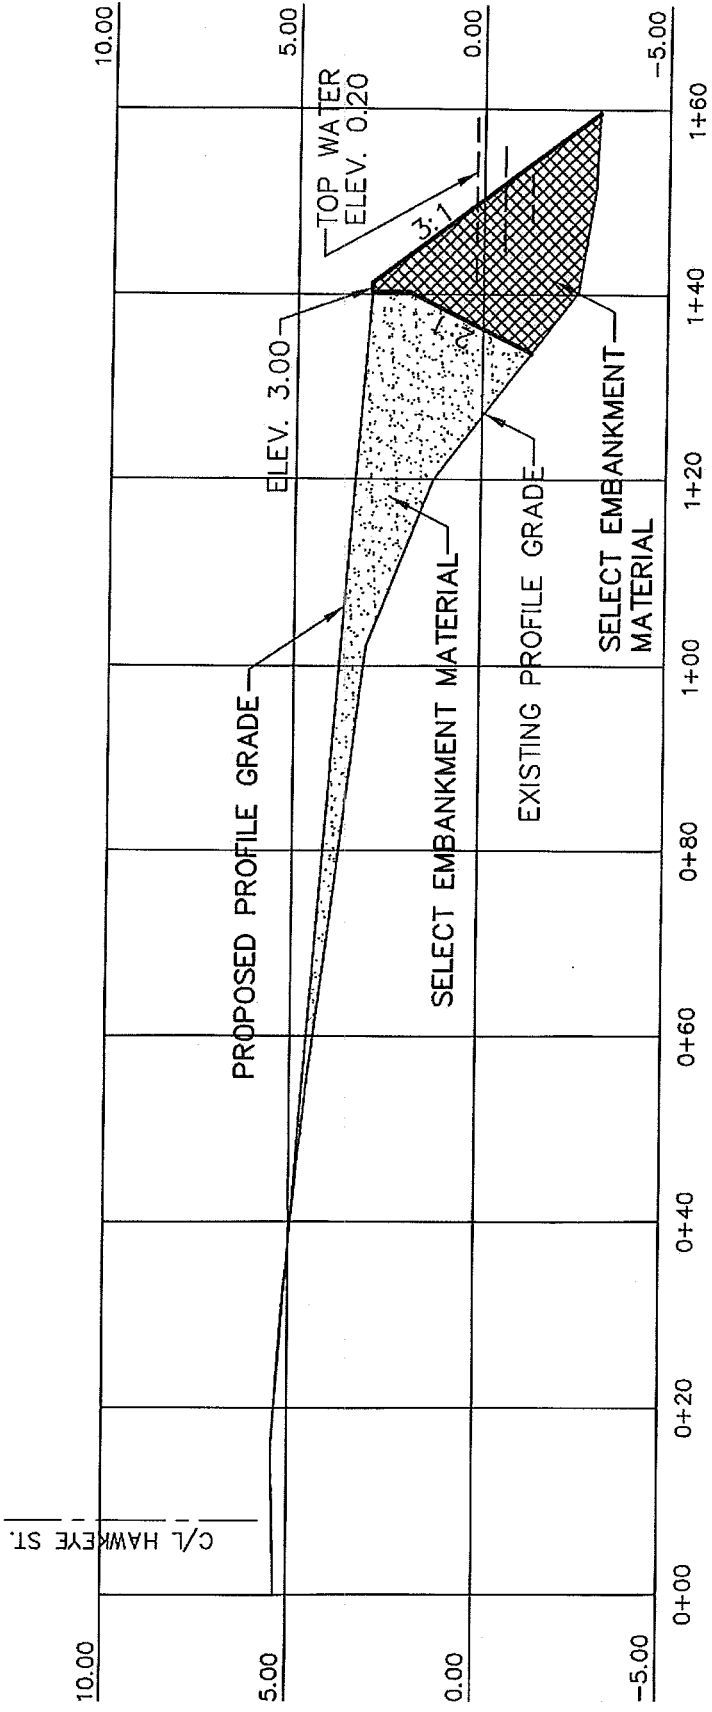 C/L HAWKEYE ST.
10.00
5.00
0.00
-5.00
10.00
5.00
0.00
-5.00
TOP WATER
ELEV. 0.20
ELEV. 3.00
3:1
2:1
PROPOSED PROFILE GRADE
SELECT EMBANKMENT MATERIAL
EXISTING PROFILE GRADE
SELECT EMBANKMENT
MATERIAL
0+00
0+20
0+40
0+60
0+80
1+00
1+20
1+40
1+60